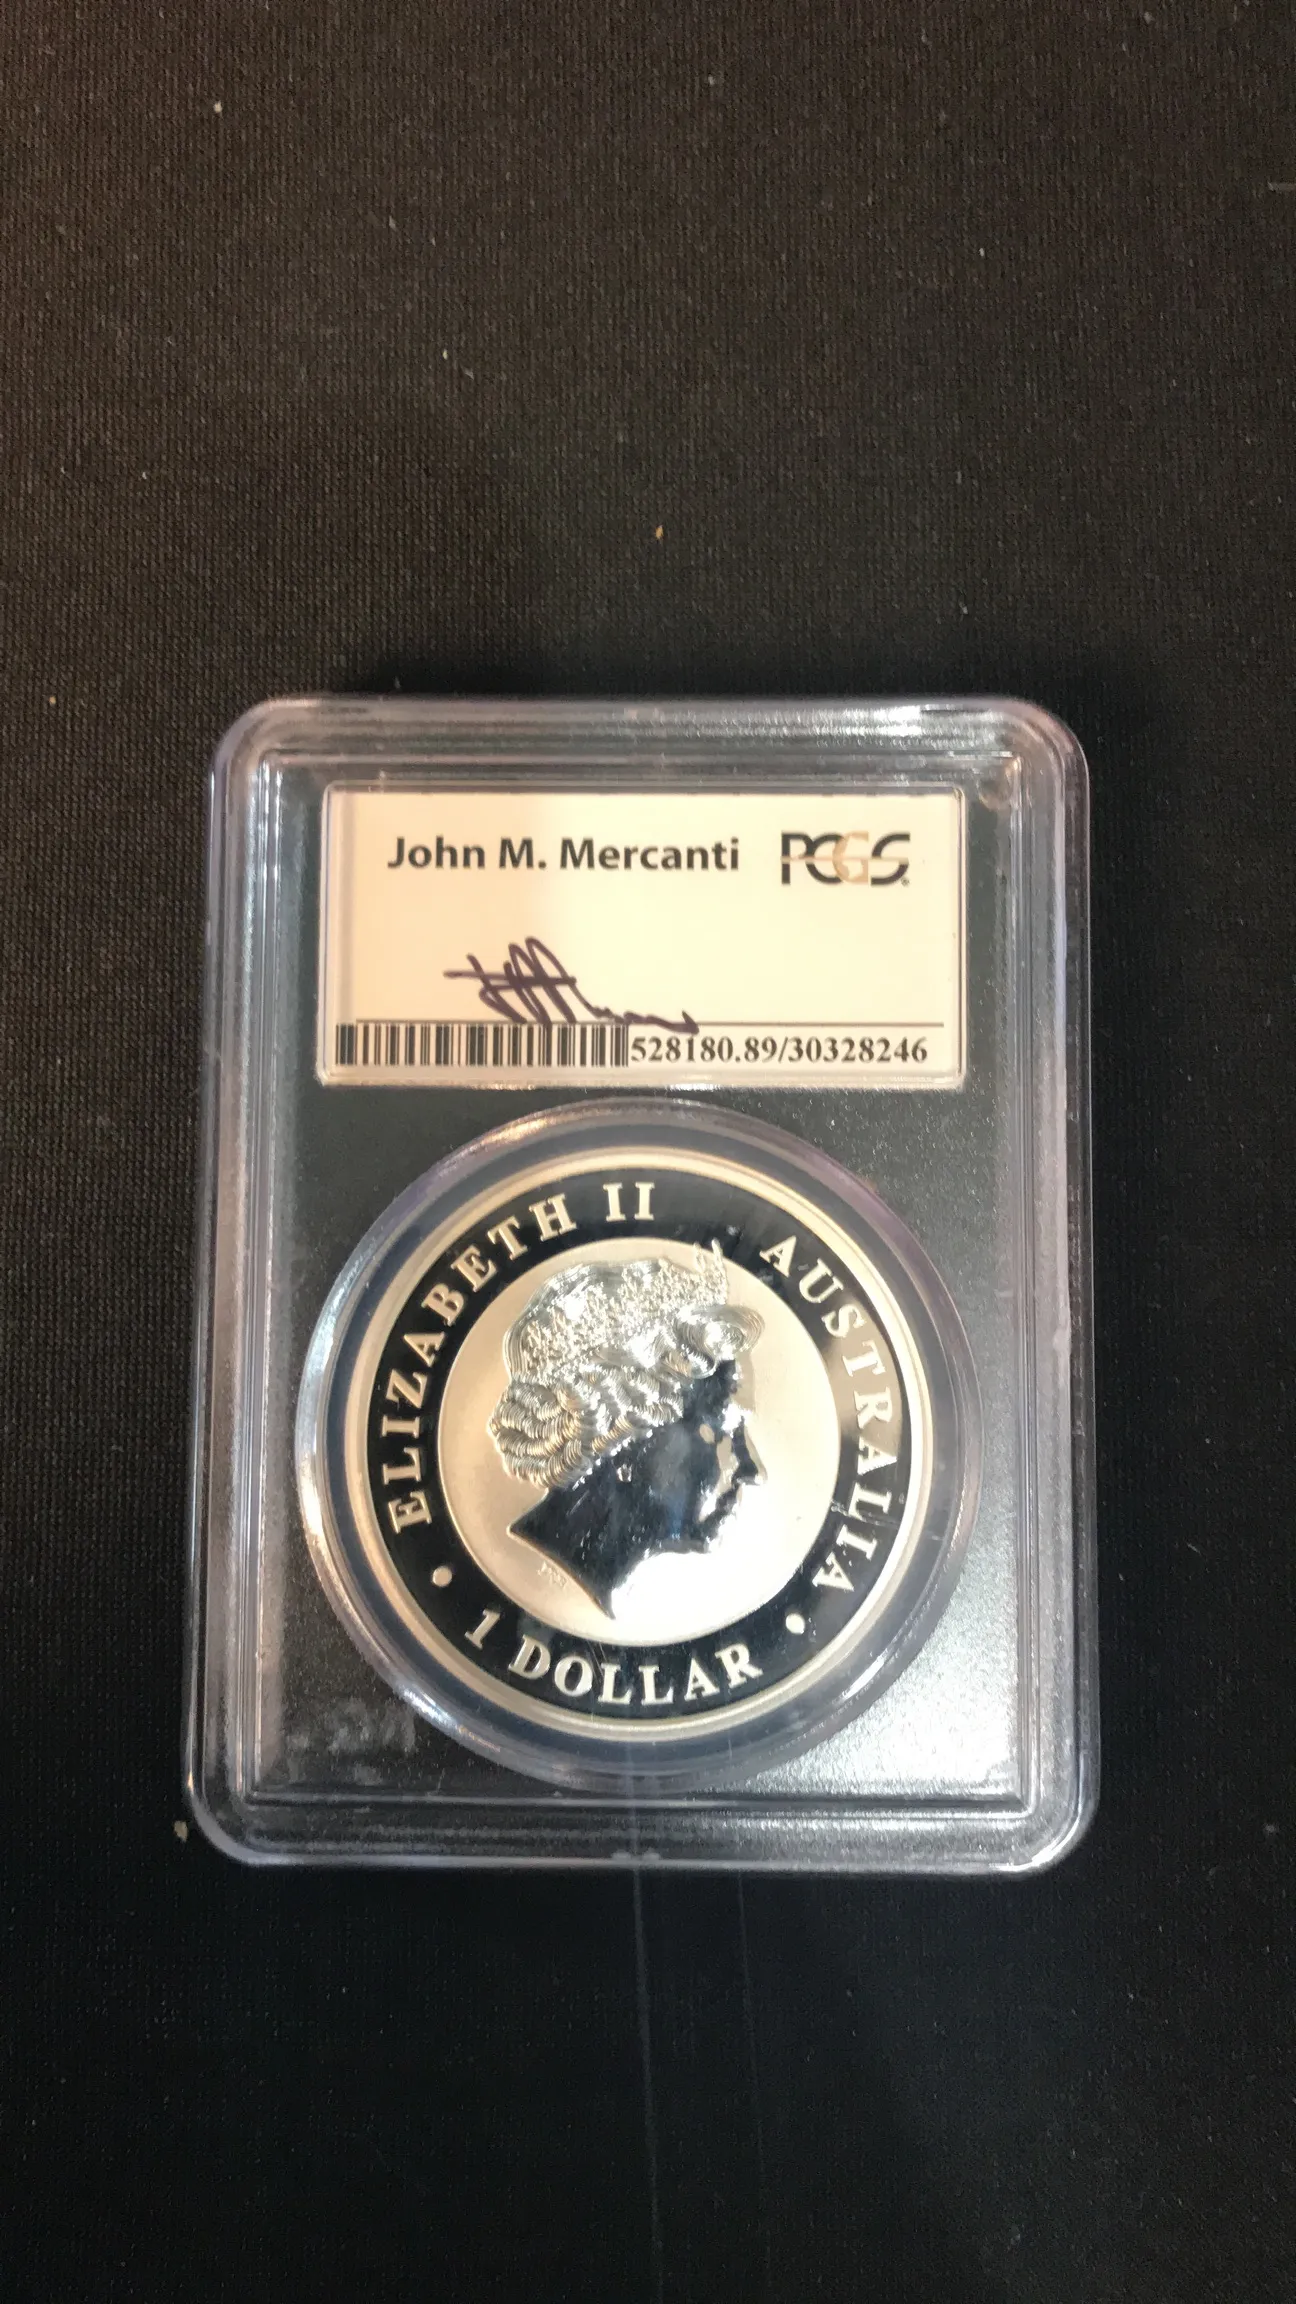 John M. Mercanti PCGS
528180.89/30328246
ELIZABETH II AUSTRALIA
• 1 DOLLAR •